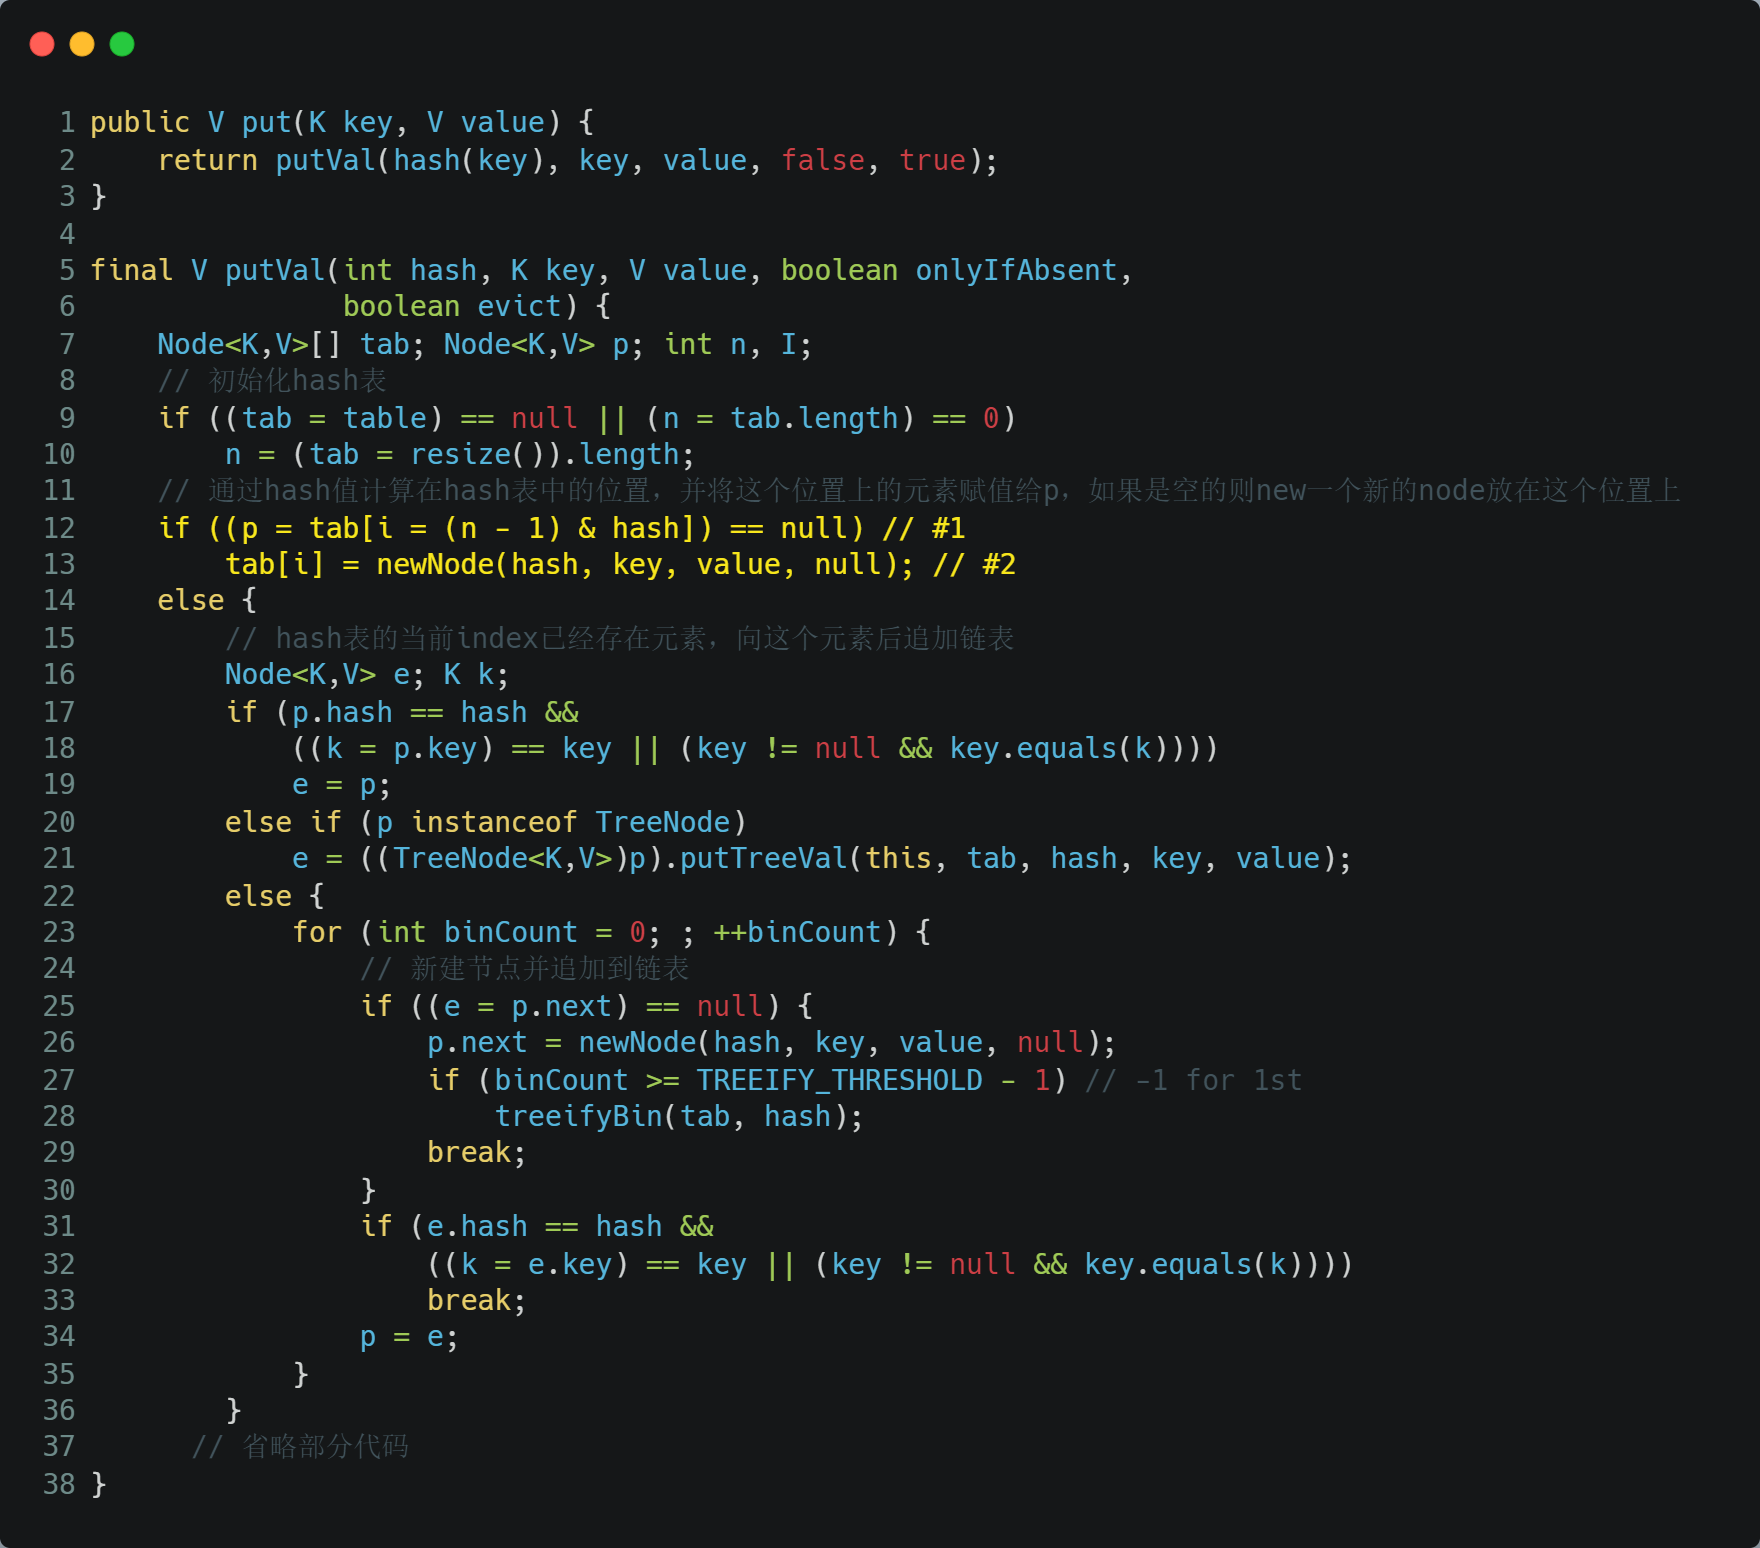 1 public V put(K key, V value) {
2     return putVal(hash(key), key, value, false, true);
3 }
4
5 final V putVal(int hash, K key, V value, boolean onlyIfAbsent,
6                boolean evict) {
7     Node<K,V>[] tab; Node<K,V> p; int n, I;
8     // 初始化hash表
9     if ((tab = table) == null || (n = tab.length) == 0)
10         n = (tab = resize()).length;
11     // 通过hash值计算在hash表中的位置，并将这个位置上的元素赋值给p，如果是空的则new一个新的node放在这个位置上
12     if ((p = tab[i = (n - 1) & hash]) == null) // #1
13         tab[i] = newNode(hash, key, value, null); // #2
14     else {
15         // hash表的当前index已经存在元素，向这个元素后追加链表
16         Node<K,V> e; K k;
17         if (p.hash == hash &&
18             ((k = p.key) == key || (key != null && key.equals(k))))
19             e = p;
20         else if (p instanceof TreeNode)
21             e = ((TreeNode<K,V>)p).putTreeVal(this, tab, hash, key, value);
22         else {
23             for (int binCount = 0; ; ++binCount) {
24                 // 新建节点并追加到链表
25                 if ((e = p.next) == null) {
26                     p.next = newNode(hash, key, value, null);
27                     if (binCount >= TREEIFY_THRESHOLD - 1) // -1 for 1st
28                         treeifyBin(tab, hash);
29                     break;
30                 }
31                 if (e.hash == hash &&
32                     ((k = e.key) == key || (key != null && key.equals(k))))
33                     break;
34                 p = e;
35             }
36         }
37       // 省略部分代码
38 }